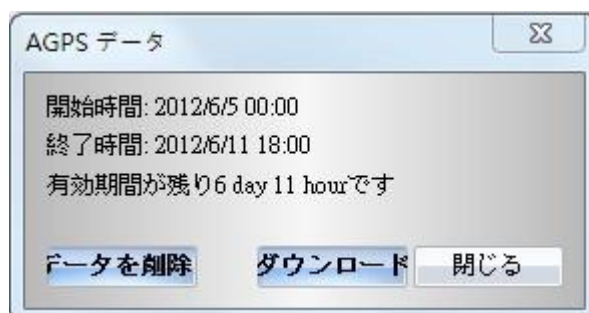 AGPS データ
開始時間: 2012/6/5 00:00
終了時間: 2012/6/11 18:00
有効期間が残り6 day 11 hourです
データを削除 ダウンロード 閉じる